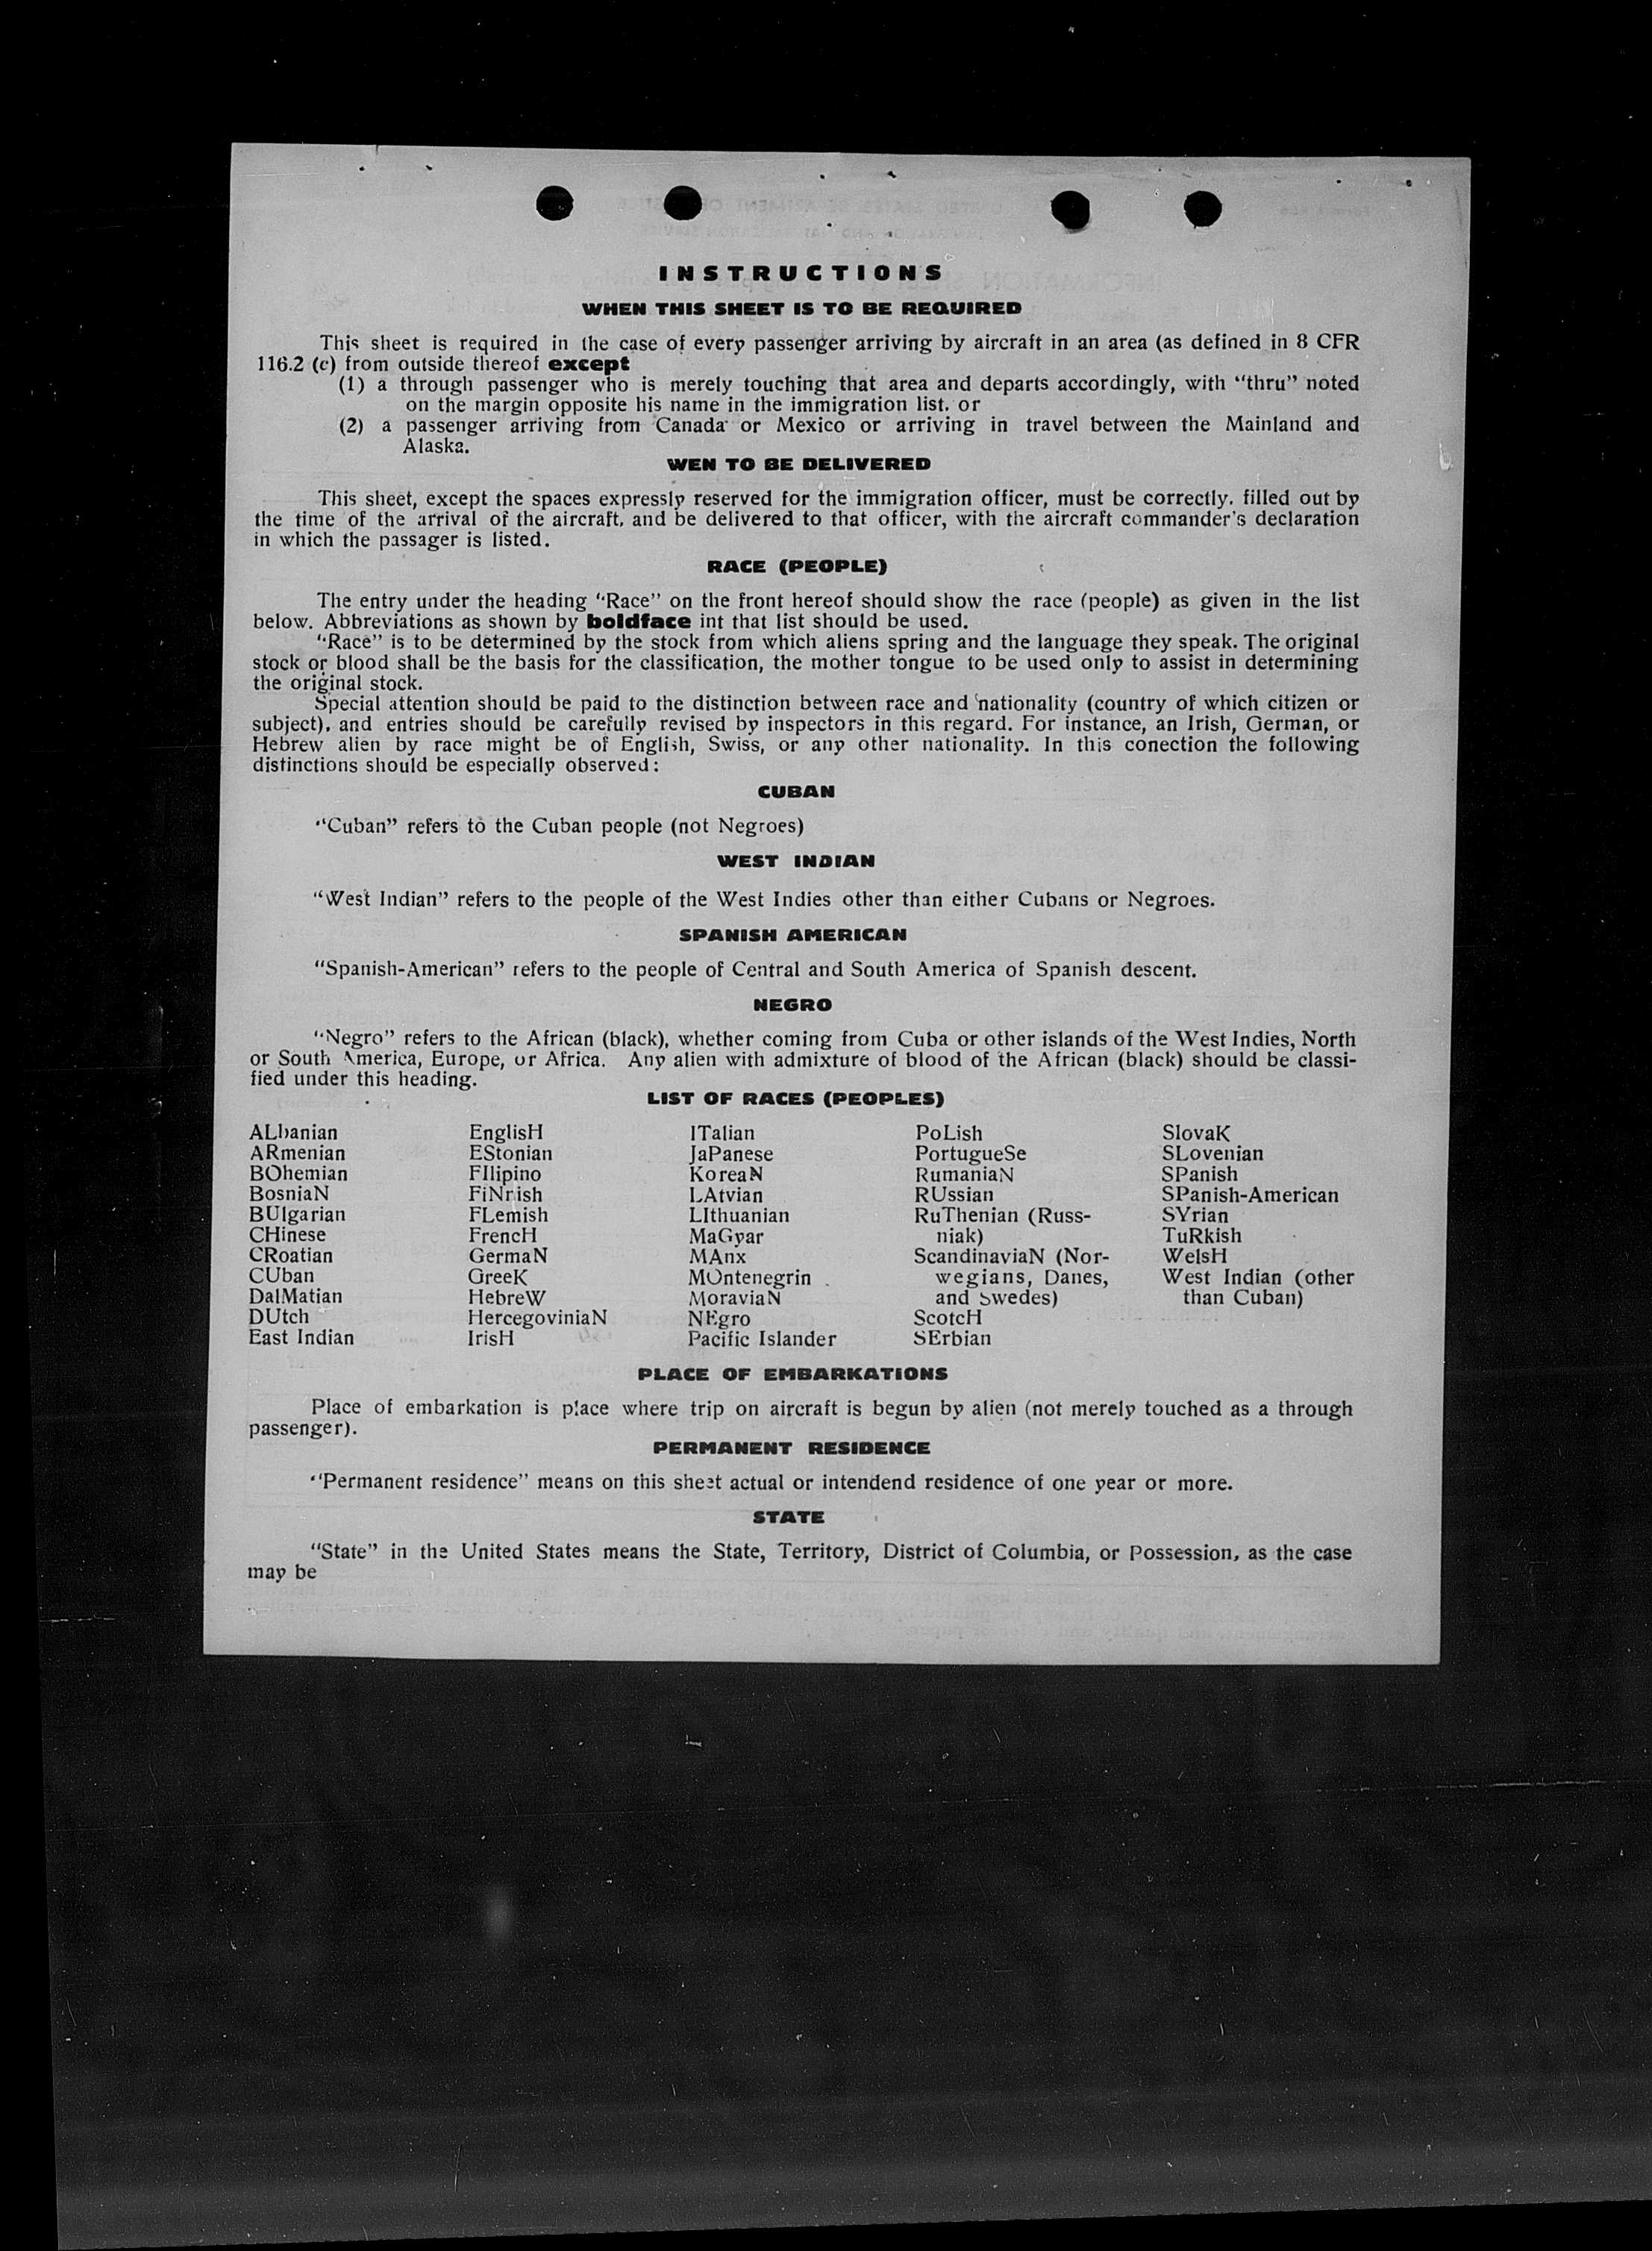 INSTRUCTIONS
WHEN THIS SHEET IS TO BE REQUIRED
This sheet is required in the case of every passenger arriving by aircraft in an area (as defined in 8 CFR
116.2 (c) from outside thereof except
(1) a through passenger who is merely touching that area and departs accordingly, with "thru" noted
on the margin opposite his name in the immigration list, or
(2) a passenger arriving from Canada or Mexico or arriving in travel between the Mainland and
Alaska.
WEN TO BE DELIVERED
This sheet, except the spaces expressly reserved for the immigration officer, must be correctly, filled out by
the time of the arrival of the aircraft, and be delivered to that officer, with the aircraft commander's declaration
in which the passager is listed.
RACE (PEOPLE)
The entry under the heading "Race" on the front hereof should show the race (people) as given in the list
below. Abbreviations as shown by boldface int that list should be used.
"Race" is to be determined by the stock from which aliens spring and the language they speak. The original
stock or blood shall be the basis for the classification, the mother tongue to be used only to assist in determining
the original stock.
Special attention should be paid to the distinction between race and nationality (country of which citizen or
subject), and entries should be carefully revised by inspectors in this regard. For instance, an Irish, German, or
Hebrew alien by race might be of English, Swiss, or any other nationality. In this conection the following
distinctions should be especially observed:
CUBAN
"Cuban" refers to the Cuban people (not Negroes)
WEST INDIAN
"West Indian" refers to the people of the West Indies other than either Cubans or Negroes.
SPANISH AMERICAN
"Spanish-American" refers to the people of Central and South America of Spanish descent.
NEGRO
"Negro" refers to the African (black), whether coming from Cuba or other islands of the West Indies, North
or South America, Europe, or Africa. Any alien with admixture of blood of the African (black) should be classi-
fied under this heading.
LIST OF RACES (PEOPLES)
ALbanian EnglisH ITalian PoLish SlovaK
ARmenian EStonian JaPanese PortugueSe SLovenian
BOhemian FIlipino KoreaN RumaniaN SPanish
BosniaN FiNrish LAtvian RUssian SPanish-American
BUlgarian FLemish LIthuanian RuThenian (Russ- SYrian
CHinese FrencH MaGyar niak) TuRkish
CRoatian GermaN MAnx ScandinaviaN (Nor- WelsH
CUban GreeK MOntenegrin wegians, Danes, West Indian (other
DalMatian HebreW MoraviaN and Swedes) than Cuban)
DUtch HercegoviniaN NEgro ScotcH
East Indian IrisH Pacific Islander SErbian
PLACE OF EMBARKATIONS
Place of embarkation is place where trip on aircraft is begun by alien (not merely touched as a through
passenger).
PERMANENT RESIDENCE
"Permanent residence" means on this sheet actual or intendend residence of one year or more.
STATE
"State" in the United States means the State, Territory, District of Columbia, or Possession, as the case
may be